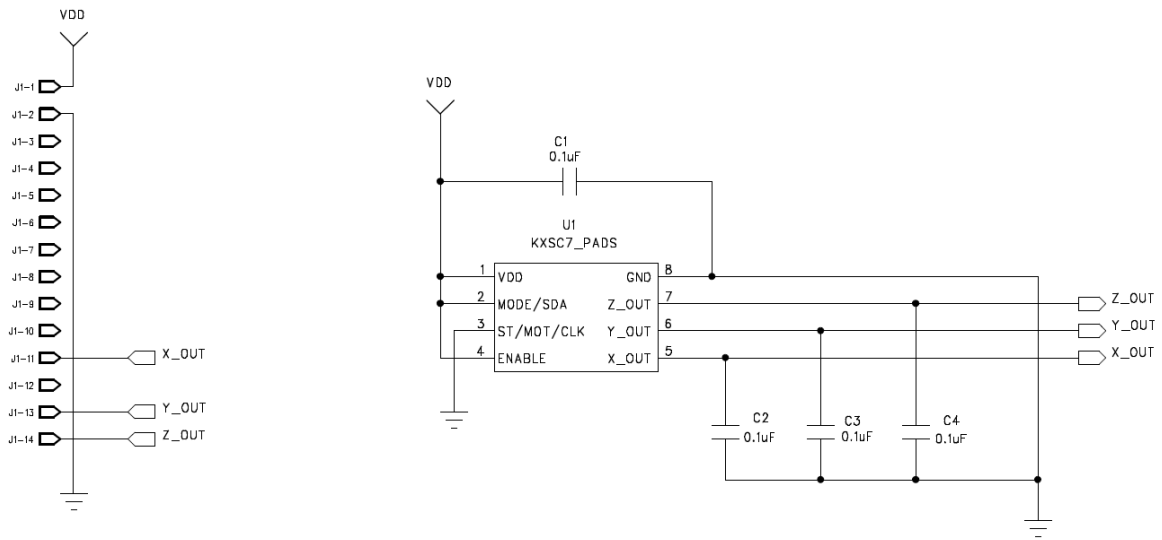 VDD
J1-1
J1-2
J1-3
J1-4
J1-5
J1-6
J1-7
J1-8
J1-9
J1-10
J1-11
X_OUT
J1-12
J1-13
Y_OUT
J1-14
Z_OUT
VDD
C1
0.1uF
U1
KXSC7_PADS
1 VDD GND 8
2 MODE/SDA Z_OUT 7
Z_OUT
3 ST/MOT/CLK Y_OUT 6
Y_OUT
4 ENABLE X_OUT 5
X_OUT
C2
0.1uF
C3
0.1uF
C4
0.1uF